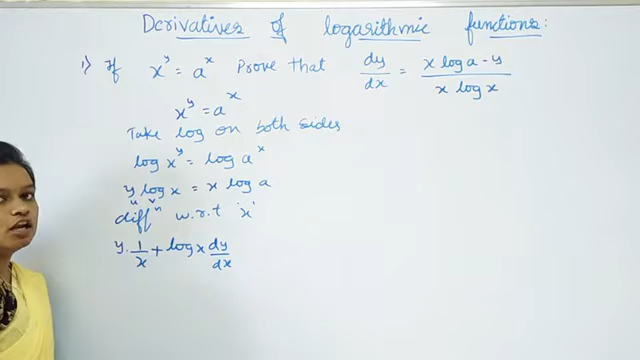 Derivatives of logarithmic functions:
1) If x^y = a^x Prove that dy/dx = (x log a - y)/(x log x)
x^y = a^x
Take log on both sides
log x^y = log a^x
y log x = x log a
u v
diff^n w.r.t 'x'
y. 1/x + log x dy/dx